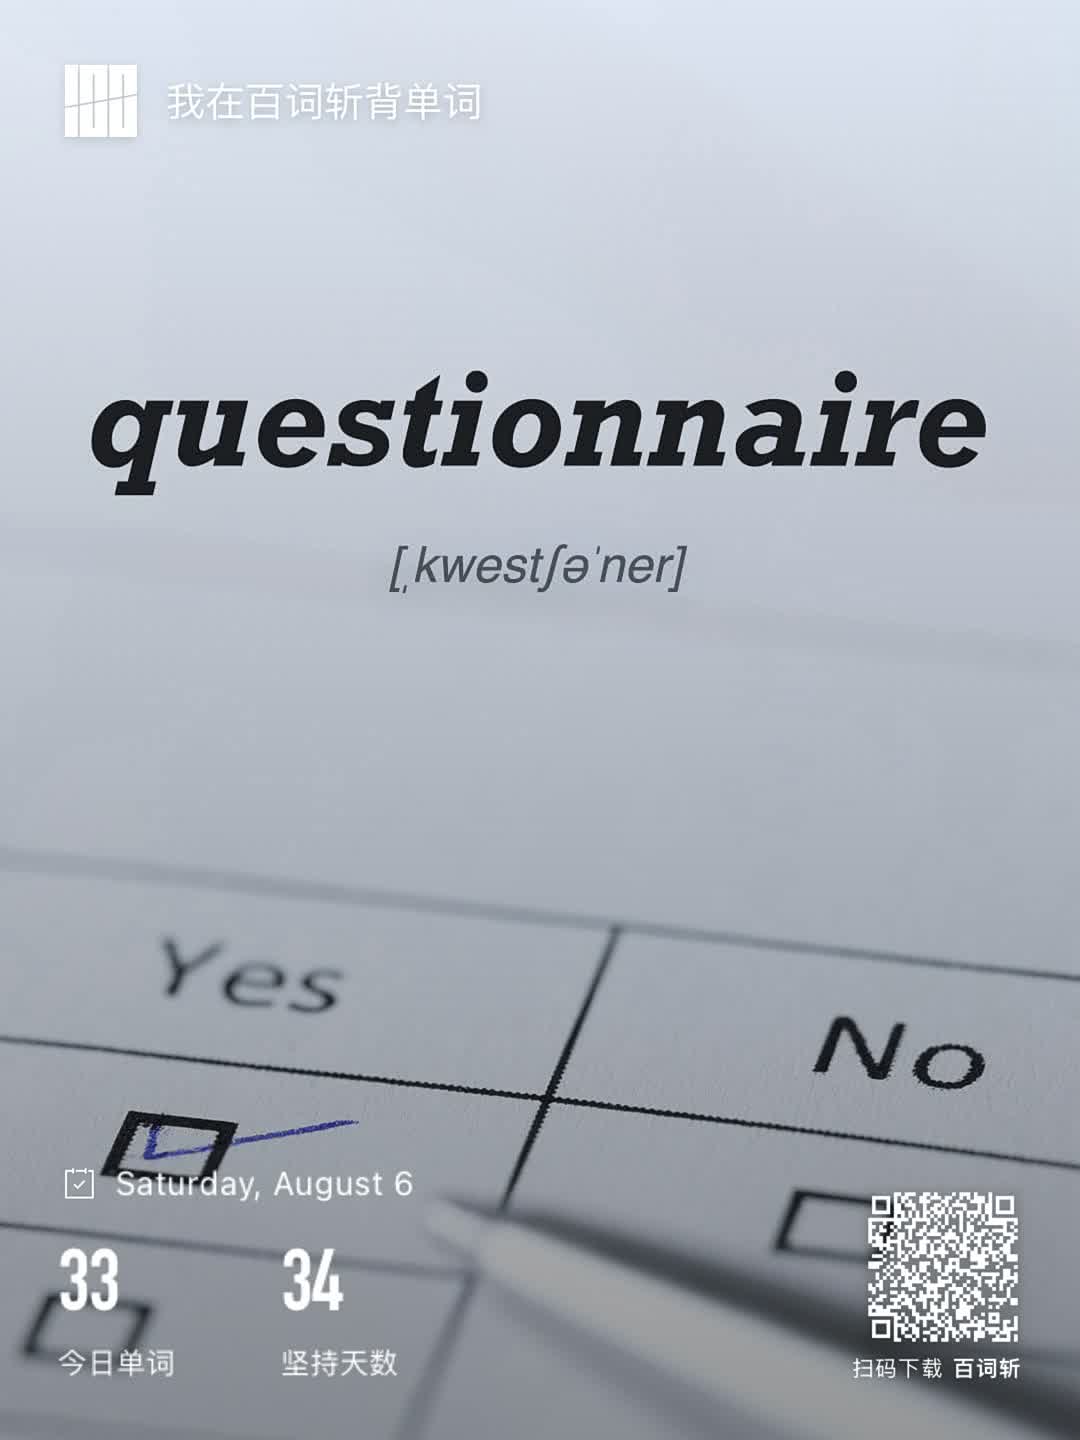 我在百词斩背单词
questionnaire
[ˌkwestʃəˈner]
Yes
No
Saturday, August 6
33
34
今日单词
坚持天数
扫码下载 百词斩